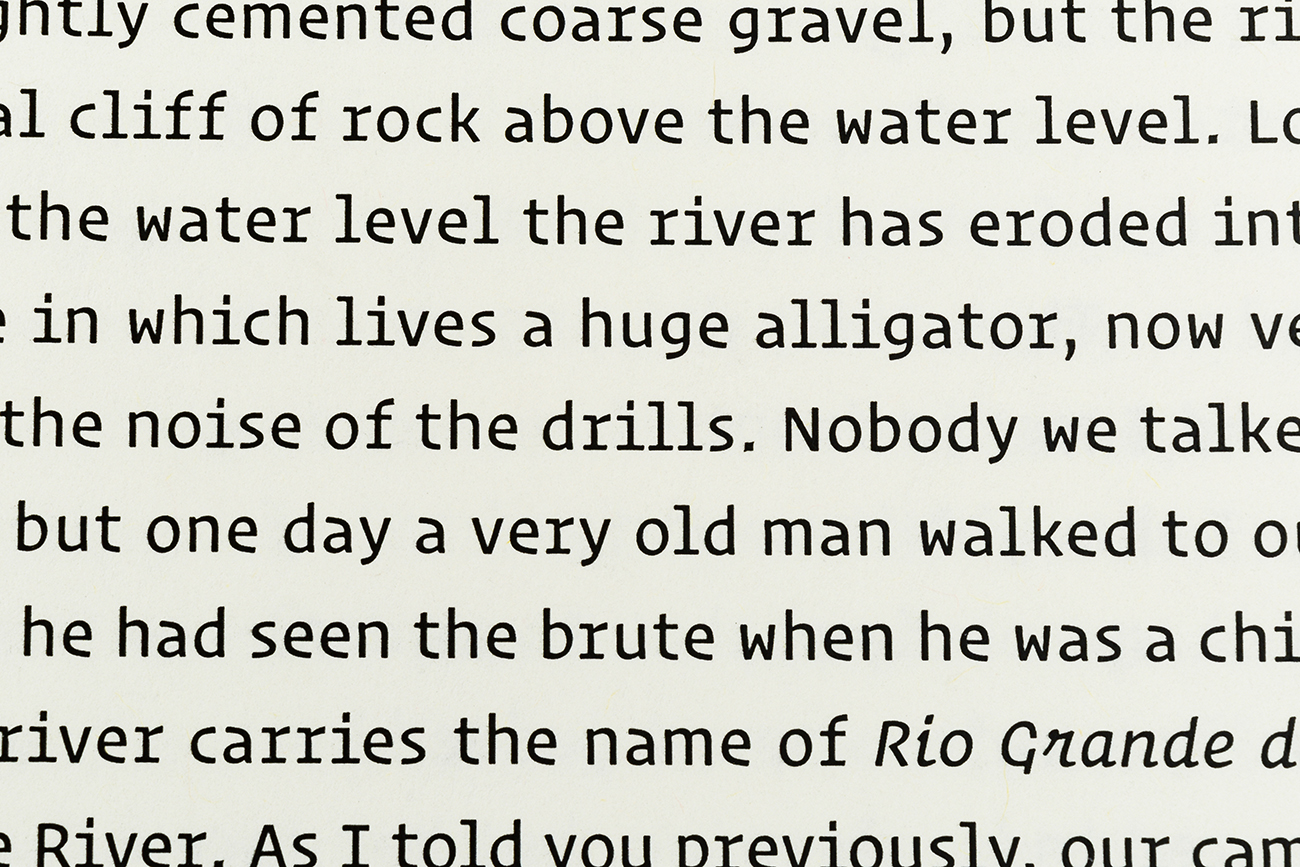 ghtly cemented coarse gravel, but the ri
al cliff of rock above the water level. Lo
the water level the river has eroded int
e in which lives a huge alligator, now ve
the noise of the drills. Nobody we talke
but one day a very old man walked to ou
he had seen the brute when he was a chi
river carries the name of Rio Grande d
e River. As I told you previously, our cam